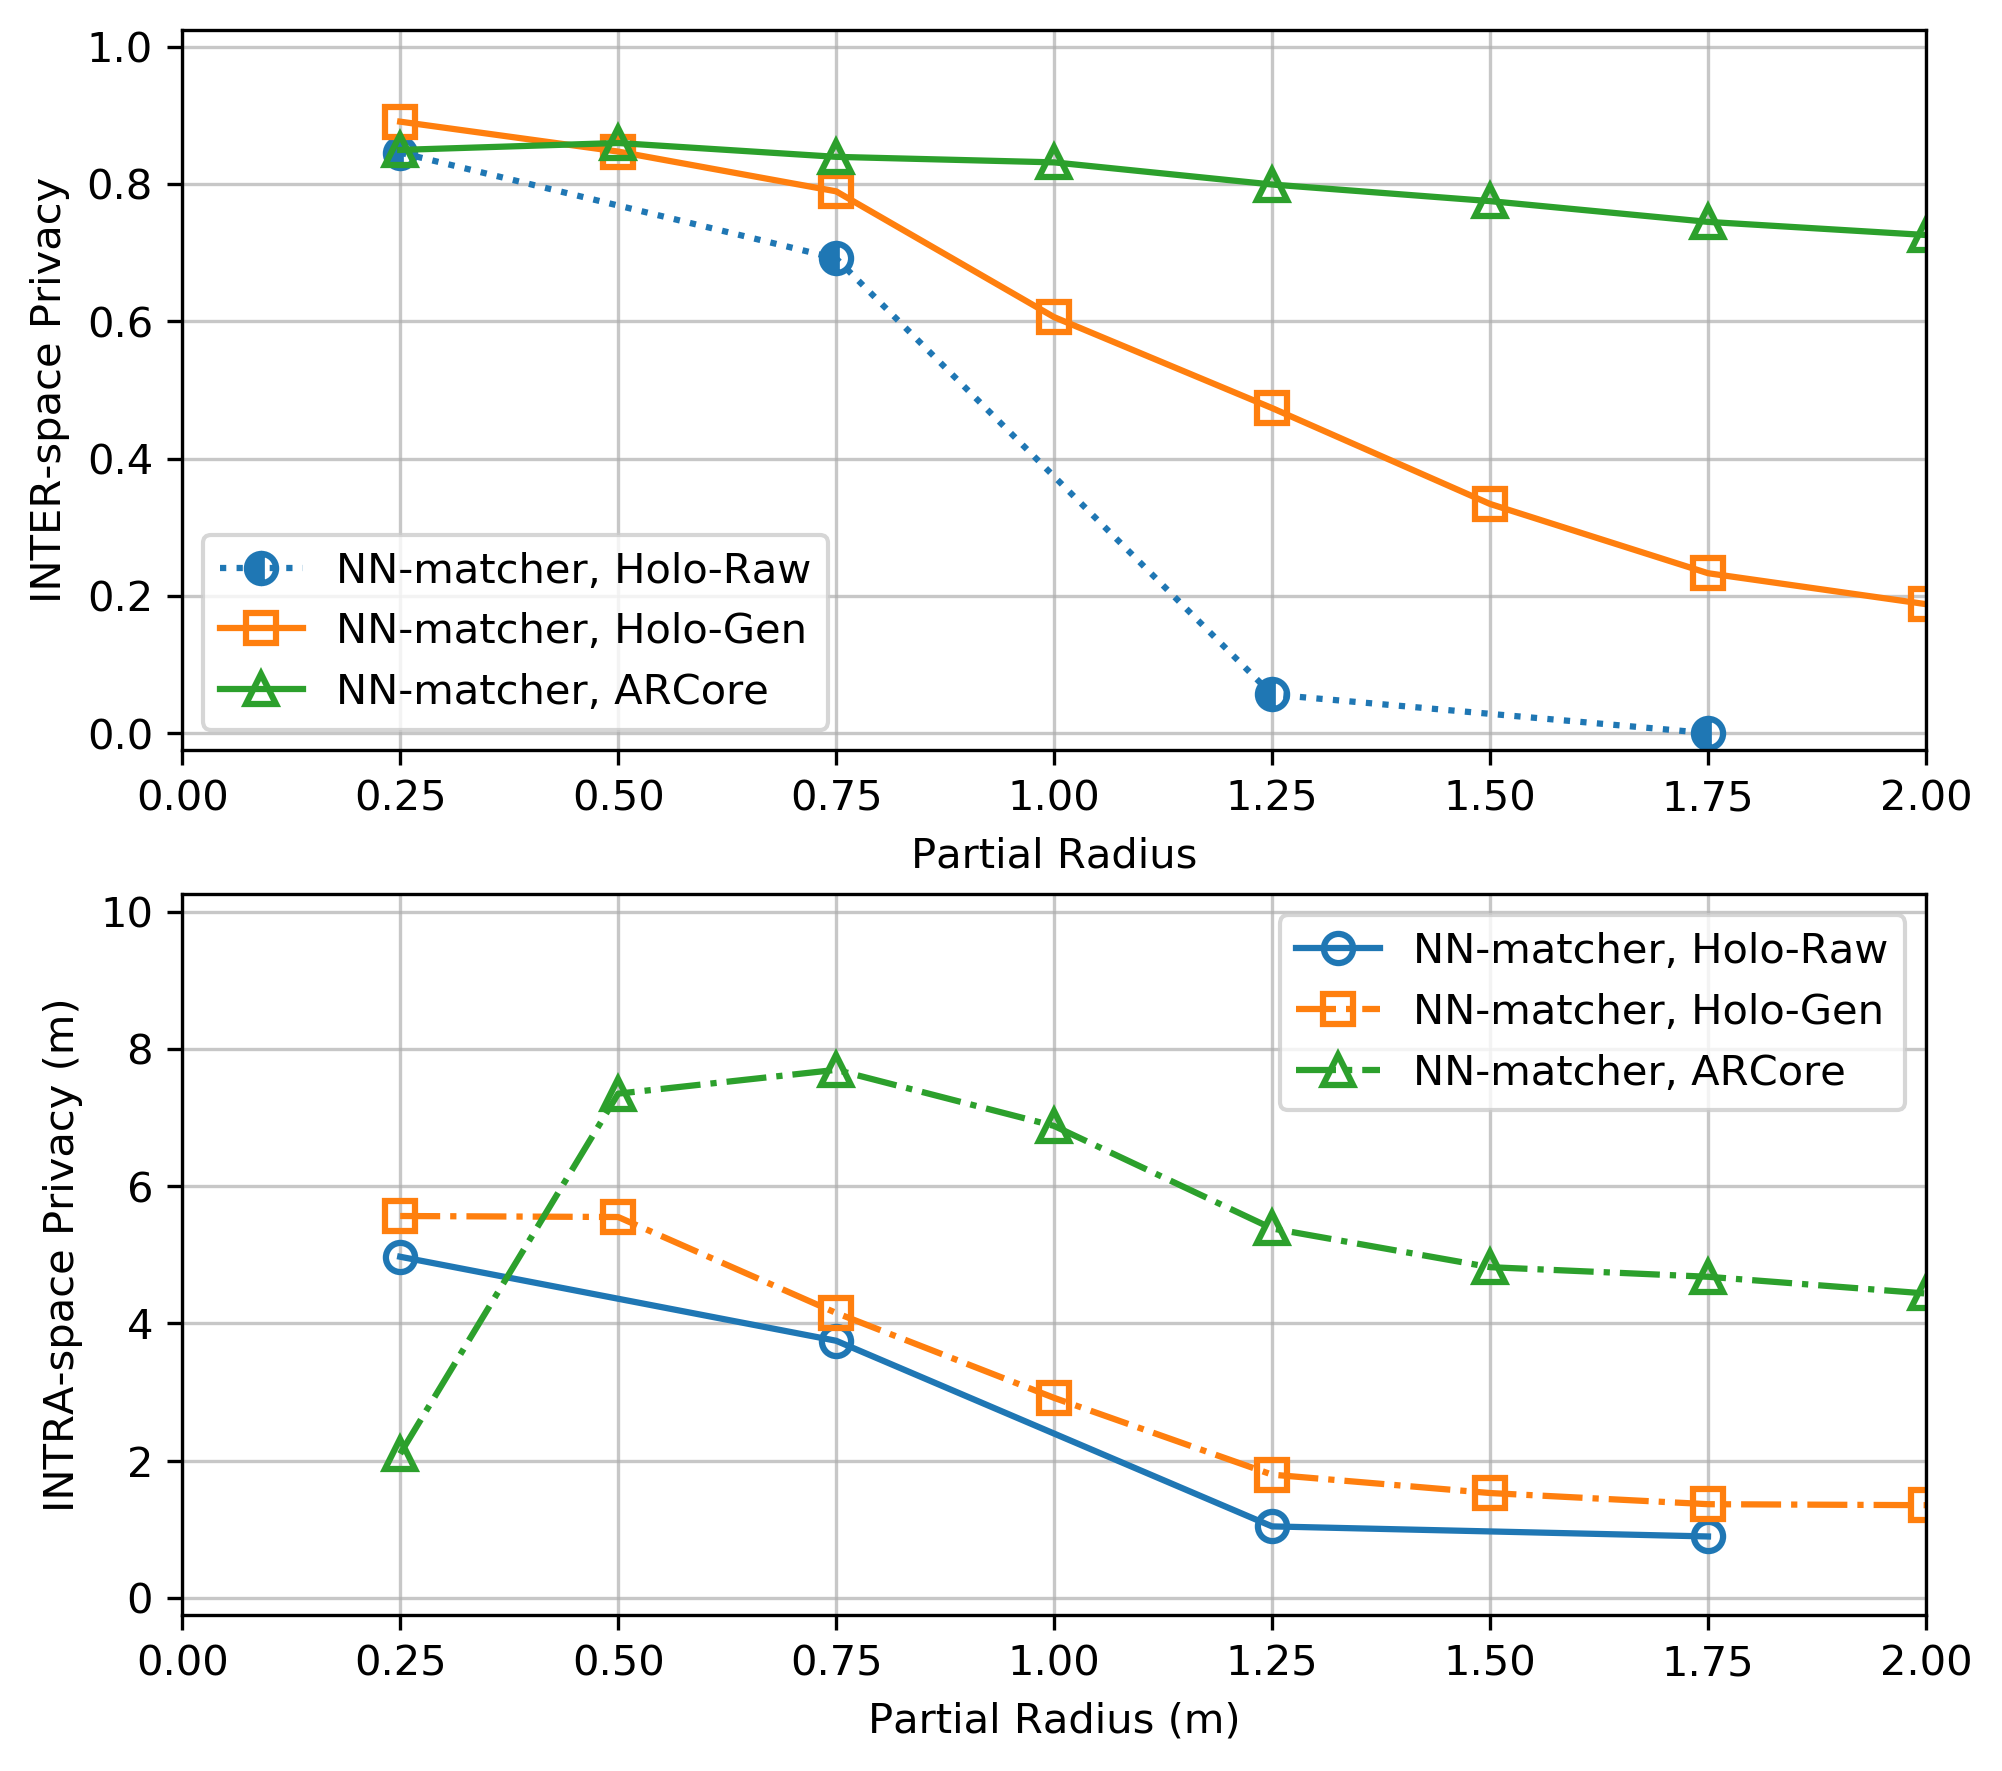 1.0
0.8
0.6
0.4
0.2
0.0
INTER-space Privacy
NN-matcher, Holo-Raw
NN-matcher, Holo-Gen
NN-matcher, ARCore
0.00 0.25 0.50 0.75 1.00 1.25 1.50 1.75 2.00
Partial Radius
10
8
6
4
2
0
INTRA-space Privacy (m)
NN-matcher, Holo-Raw
NN-matcher, Holo-Gen
NN-matcher, ARCore
0.00 0.25 0.50 0.75 1.00 1.25 1.50 1.75 2.00
Partial Radius (m)